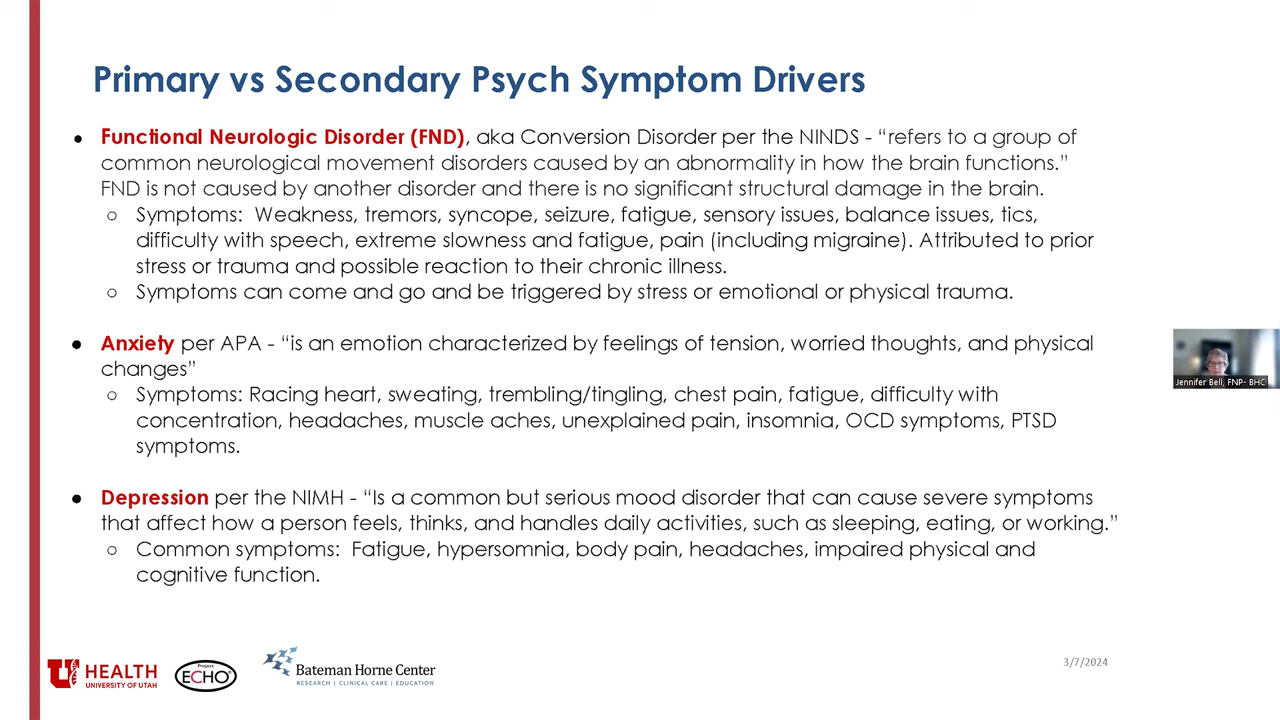 Primary vs Secondary Psych Symptom Drivers
● Functional Neurologic Disorder (FND), aka Conversion Disorder per the NINDS - “refers to a group of
common neurological movement disorders caused by an abnormality in how the brain functions.”
FND is not caused by another disorder and there is no significant structural damage in the brain.
○ Symptoms: Weakness, tremors, syncope, seizure, fatigue, sensory issues, balance issues, tics,
difficulty with speech, extreme slowness and fatigue, pain (including migraine). Attributed to prior
stress or trauma and possible reaction to their chronic illness.
○ Symptoms can come and go and be triggered by stress or emotional or physical trauma.
● Anxiety per APA - “is an emotion characterized by feelings of tension, worried thoughts, and physical
changes”
○ Symptoms: Racing heart, sweating, trembling/tingling, chest pain, fatigue, difficulty with
concentration, headaches, muscle aches, unexplained pain, insomnia, OCD symptoms, PTSD
symptoms.
● Depression per the NIMH - “Is a common but serious mood disorder that can cause severe symptoms
that affect how a person feels, thinks, and handles daily activities, such as sleeping, eating, or working.”
○ Common symptoms: Fatigue, hypersomnia, body pain, headaches, impaired physical and
cognitive function.
Jennifer Bell, FNP- BHC
U HEALTH
UNIVERSITY OF UTAH
Project
ECHO®
Bateman Horne Center
RESEARCH | CLINICAL CARE | EDUCATION
3/7/2024